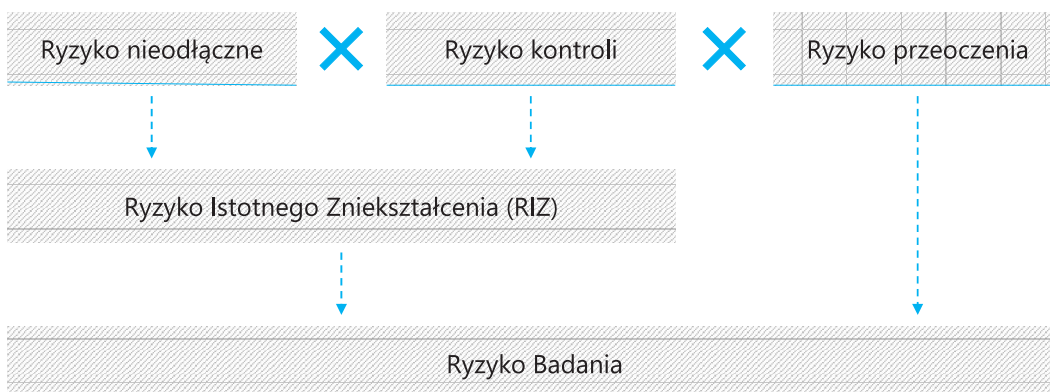 Ryzyko nieodłączne
Ryzyko kontroli
Ryzyko przeoczenia
Ryzyko Istotnego Zniekształcenia (RIZ)
Ryzyko Badania